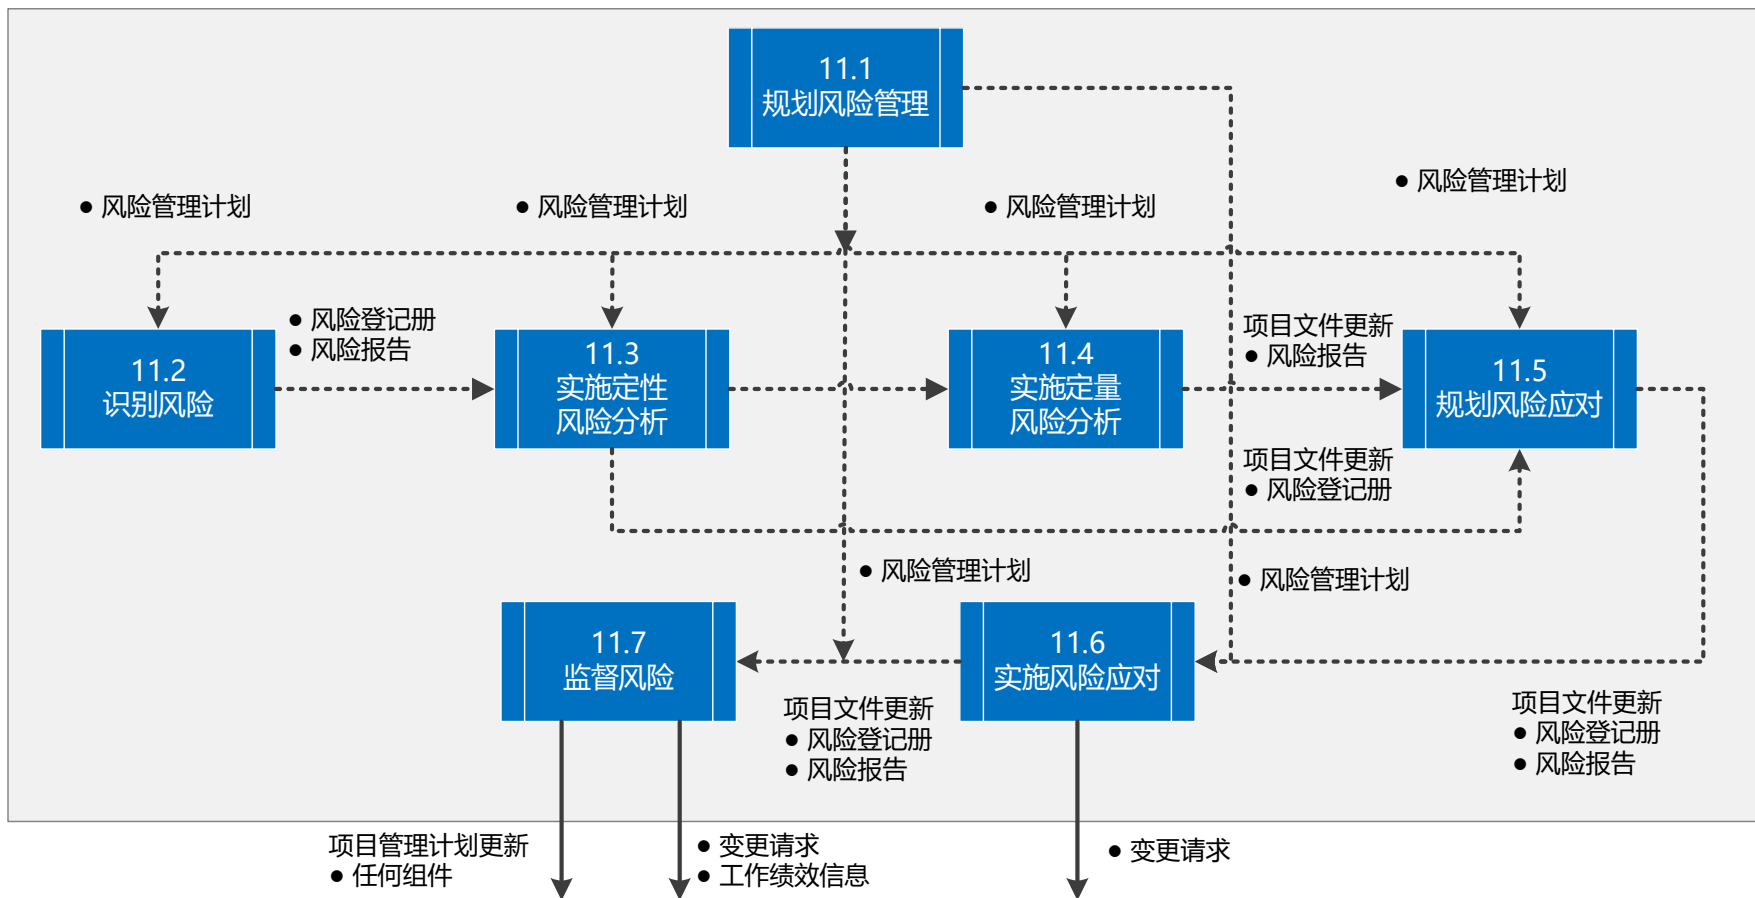 11.1
规划风险管理
● 风险管理计划
● 风险管理计划
● 风险管理计划
● 风险管理计划
11.2
识别风险
● 风险登记册
● 风险报告
11.3
实施定性
风险分析
11.4
实施定量
风险分析
项目文件更新
● 风险报告
11.5
规划风险应对
项目文件更新
● 风险登记册
● 风险管理计划
● 风险管理计划
11.7
监督风险
11.6
实施风险应对
项目文件更新
● 风险登记册
● 风险报告
项目文件更新
● 风险登记册
● 风险报告
项目管理计划更新
● 任何组件
● 变更请求
● 工作绩效信息
● 变更请求